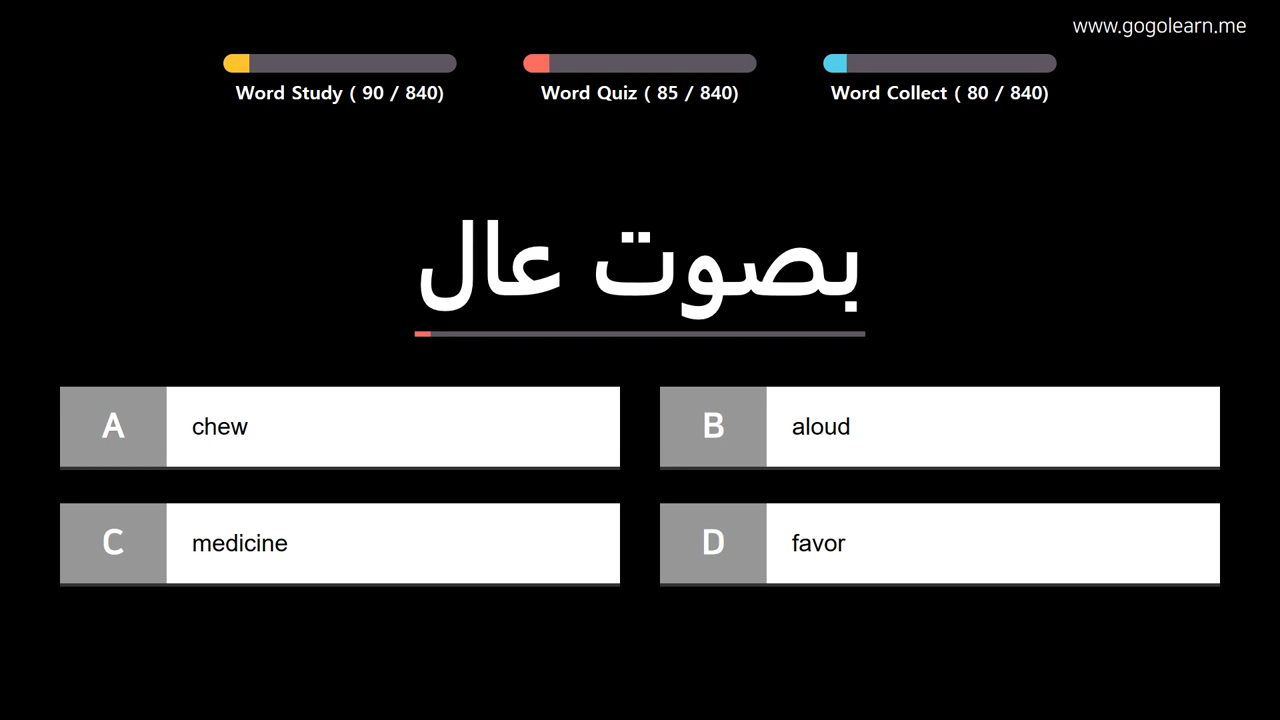 www.gogolearn.me
Word Study ( 90 / 840)
Word Quiz ( 85 / 840)
Word Collect ( 80 / 840)
بصوت عال
A chew
B aloud
C medicine
D favor